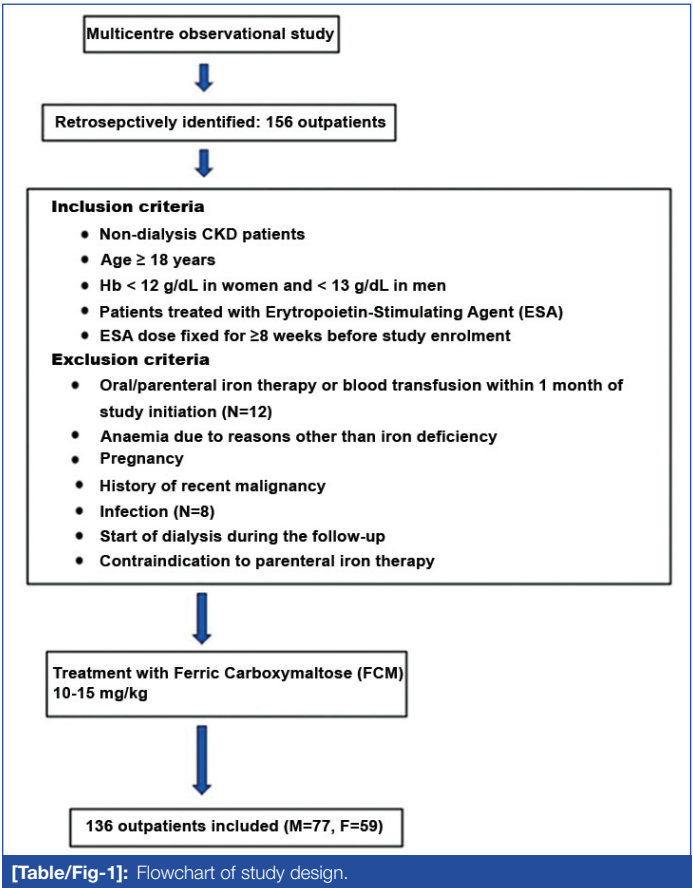 Multicentre observational study
Retrosepctively identified: 156 outpatients
Inclusion criteria
• Non-dialysis CKD patients
• Age ≥ 18 years
• Hb < 12 g/dL in women and < 13 g/dL in men
• Patients treated with Erytropoietin-Stimulating Agent (ESA)
• ESA dose fixed for ≥8 weeks before study enrolment
Exclusion criteria
• Oral/parenteral iron therapy or blood transfusion within 1 month of
study initiation (N=12)
• Anaemia due to reasons other than iron deficiency
• Pregnancy
• History of recent malignancy
• Infection (N=8)
• Start of dialysis during the follow-up
• Contraindication to parenteral iron therapy
Treatment with Ferric Carboxymaltose (FCM)
10-15 mg/kg
136 outpatients included (M=77, F=59)
[Table/Fig-1]: Flowchart of study design.